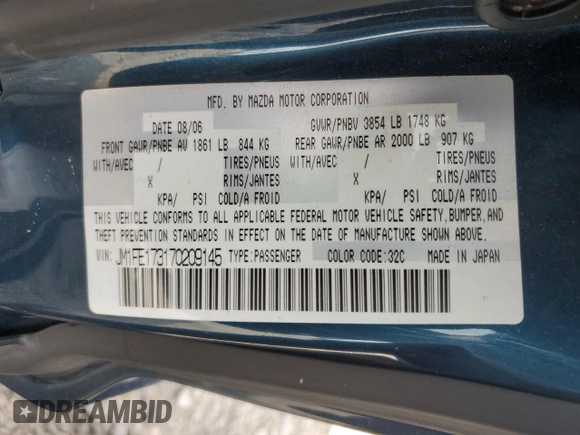 MFD. BY MAZDA MOTOR CORPORATION
DATE 08/06 GVWR/PNBV 3854 LB 1748 KG
FRONT GAWR/PNBE AV 1861 LB 844 KG REAR GAWR/PNBE AR 2000 LB 907 KG
WITH/AVEC / TIRES/PNEUS WITH/AVEC / TIRES/PNEUS
X RIMS/JANTES X RIMS/JANTES
KPA/ PSI COLD/A FROID KPA/ PSI COLD/A FROID
THIS VEHICLE CONFORMS TO ALL APPLICABLE FEDERAL MOTOR VEHICLE SAFETY,BUMPER,AND
THEFT PREVENTION STANDARDS IN EFFECT ON THE DATE OF MANUFACTURE SHOWN ABOVE.
VIN: JM1FE173170209145 TYPE:PASSENGER COLOR CODE:32C MADE IN JAPAN
DREAMBID